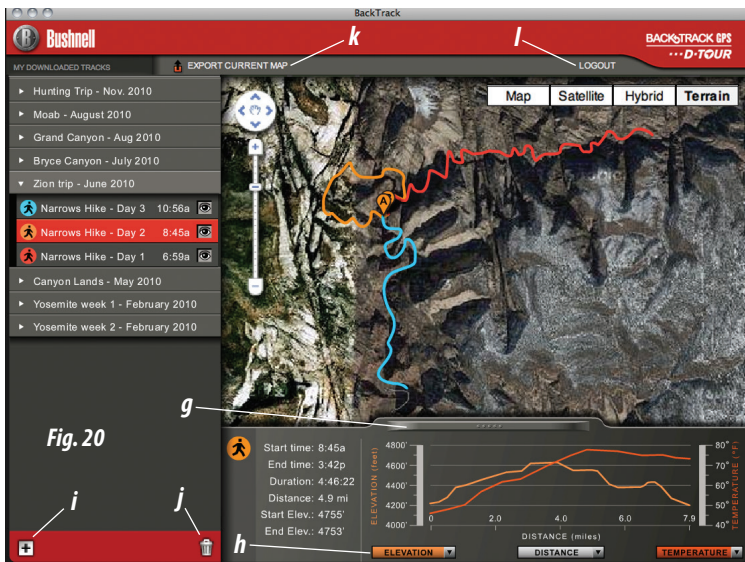 BackTrack
B Bushnell
BACKTRACK GPS
D-TOUR
k
l
MY DOWNLOADED TRACKS
EXPORT CURRENT MAP
LOGOUT
Hunting Trip - Nov. 2010
Moab - August 2010
Grand Canyon - Aug 2010
Bryce Canyon - July 2010
Zion trip - June 2010
Narrows Hike - Day 3 10:56a
Narrows Hike - Day 2 8:45a
Narrows Hike - Day 1 6:59a
Canyon Lands - May 2010
Yosemite week 1 - February 2010
Yosemite week 2 - February 2010
Map Satellite Hybrid Terrain
A
g
Fig. 20
i
j
h
Start time: 8:45a
End time: 3:42p
Duration: 4:46:22
Distance: 4.9 mi
Start Elev.: 4755'
End Elev.: 4753'
ELEVATION (feet)
4800'
4600'
4400'
4200'
4000'
0 2.0 4.0 6.0 7.9
DISTANCE (miles)
80°
70°
60°
50°
40°
TEMPERATURE (°F)
ELEVATION
DISTANCE
TEMPERATURE